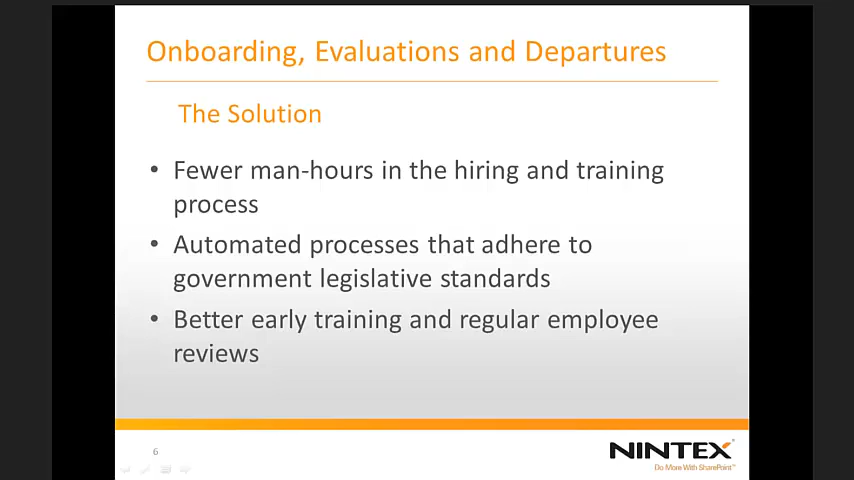 Onboarding, Evaluations and Departures
The Solution
• Fewer man-hours in the hiring and training
process
• Automated processes that adhere to
government legislative standards
• Better early training and regular employee
reviews
6
NINTEX
Do More With SharePoint™